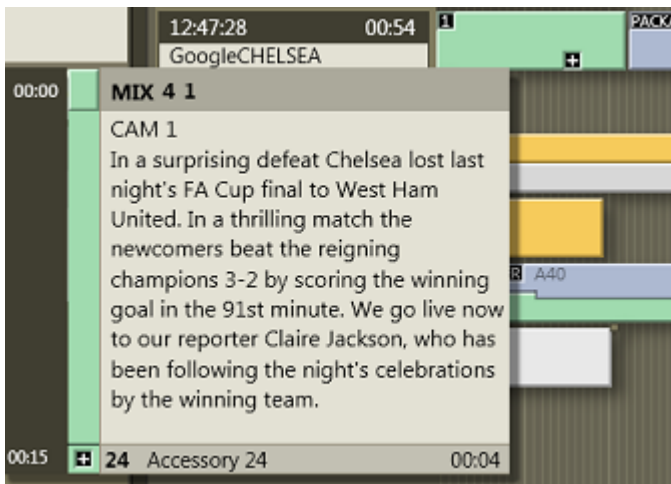 12:47:28 00:54
1
PACKA
GoogleCHELSEA
00:00
MIX 4 1
CAM 1
In a surprising defeat Chelsea lost last
night's FA Cup final to West Ham
United. In a thrilling match the
newcomers beat the reigning
champions 3-2 by scoring the winning
goal in the 91st minute. We go live now
to our reporter Claire Jackson, who has
been following the night's celebrations
by the winning team.
R A40
00:15
24 Accessory 24 00:04